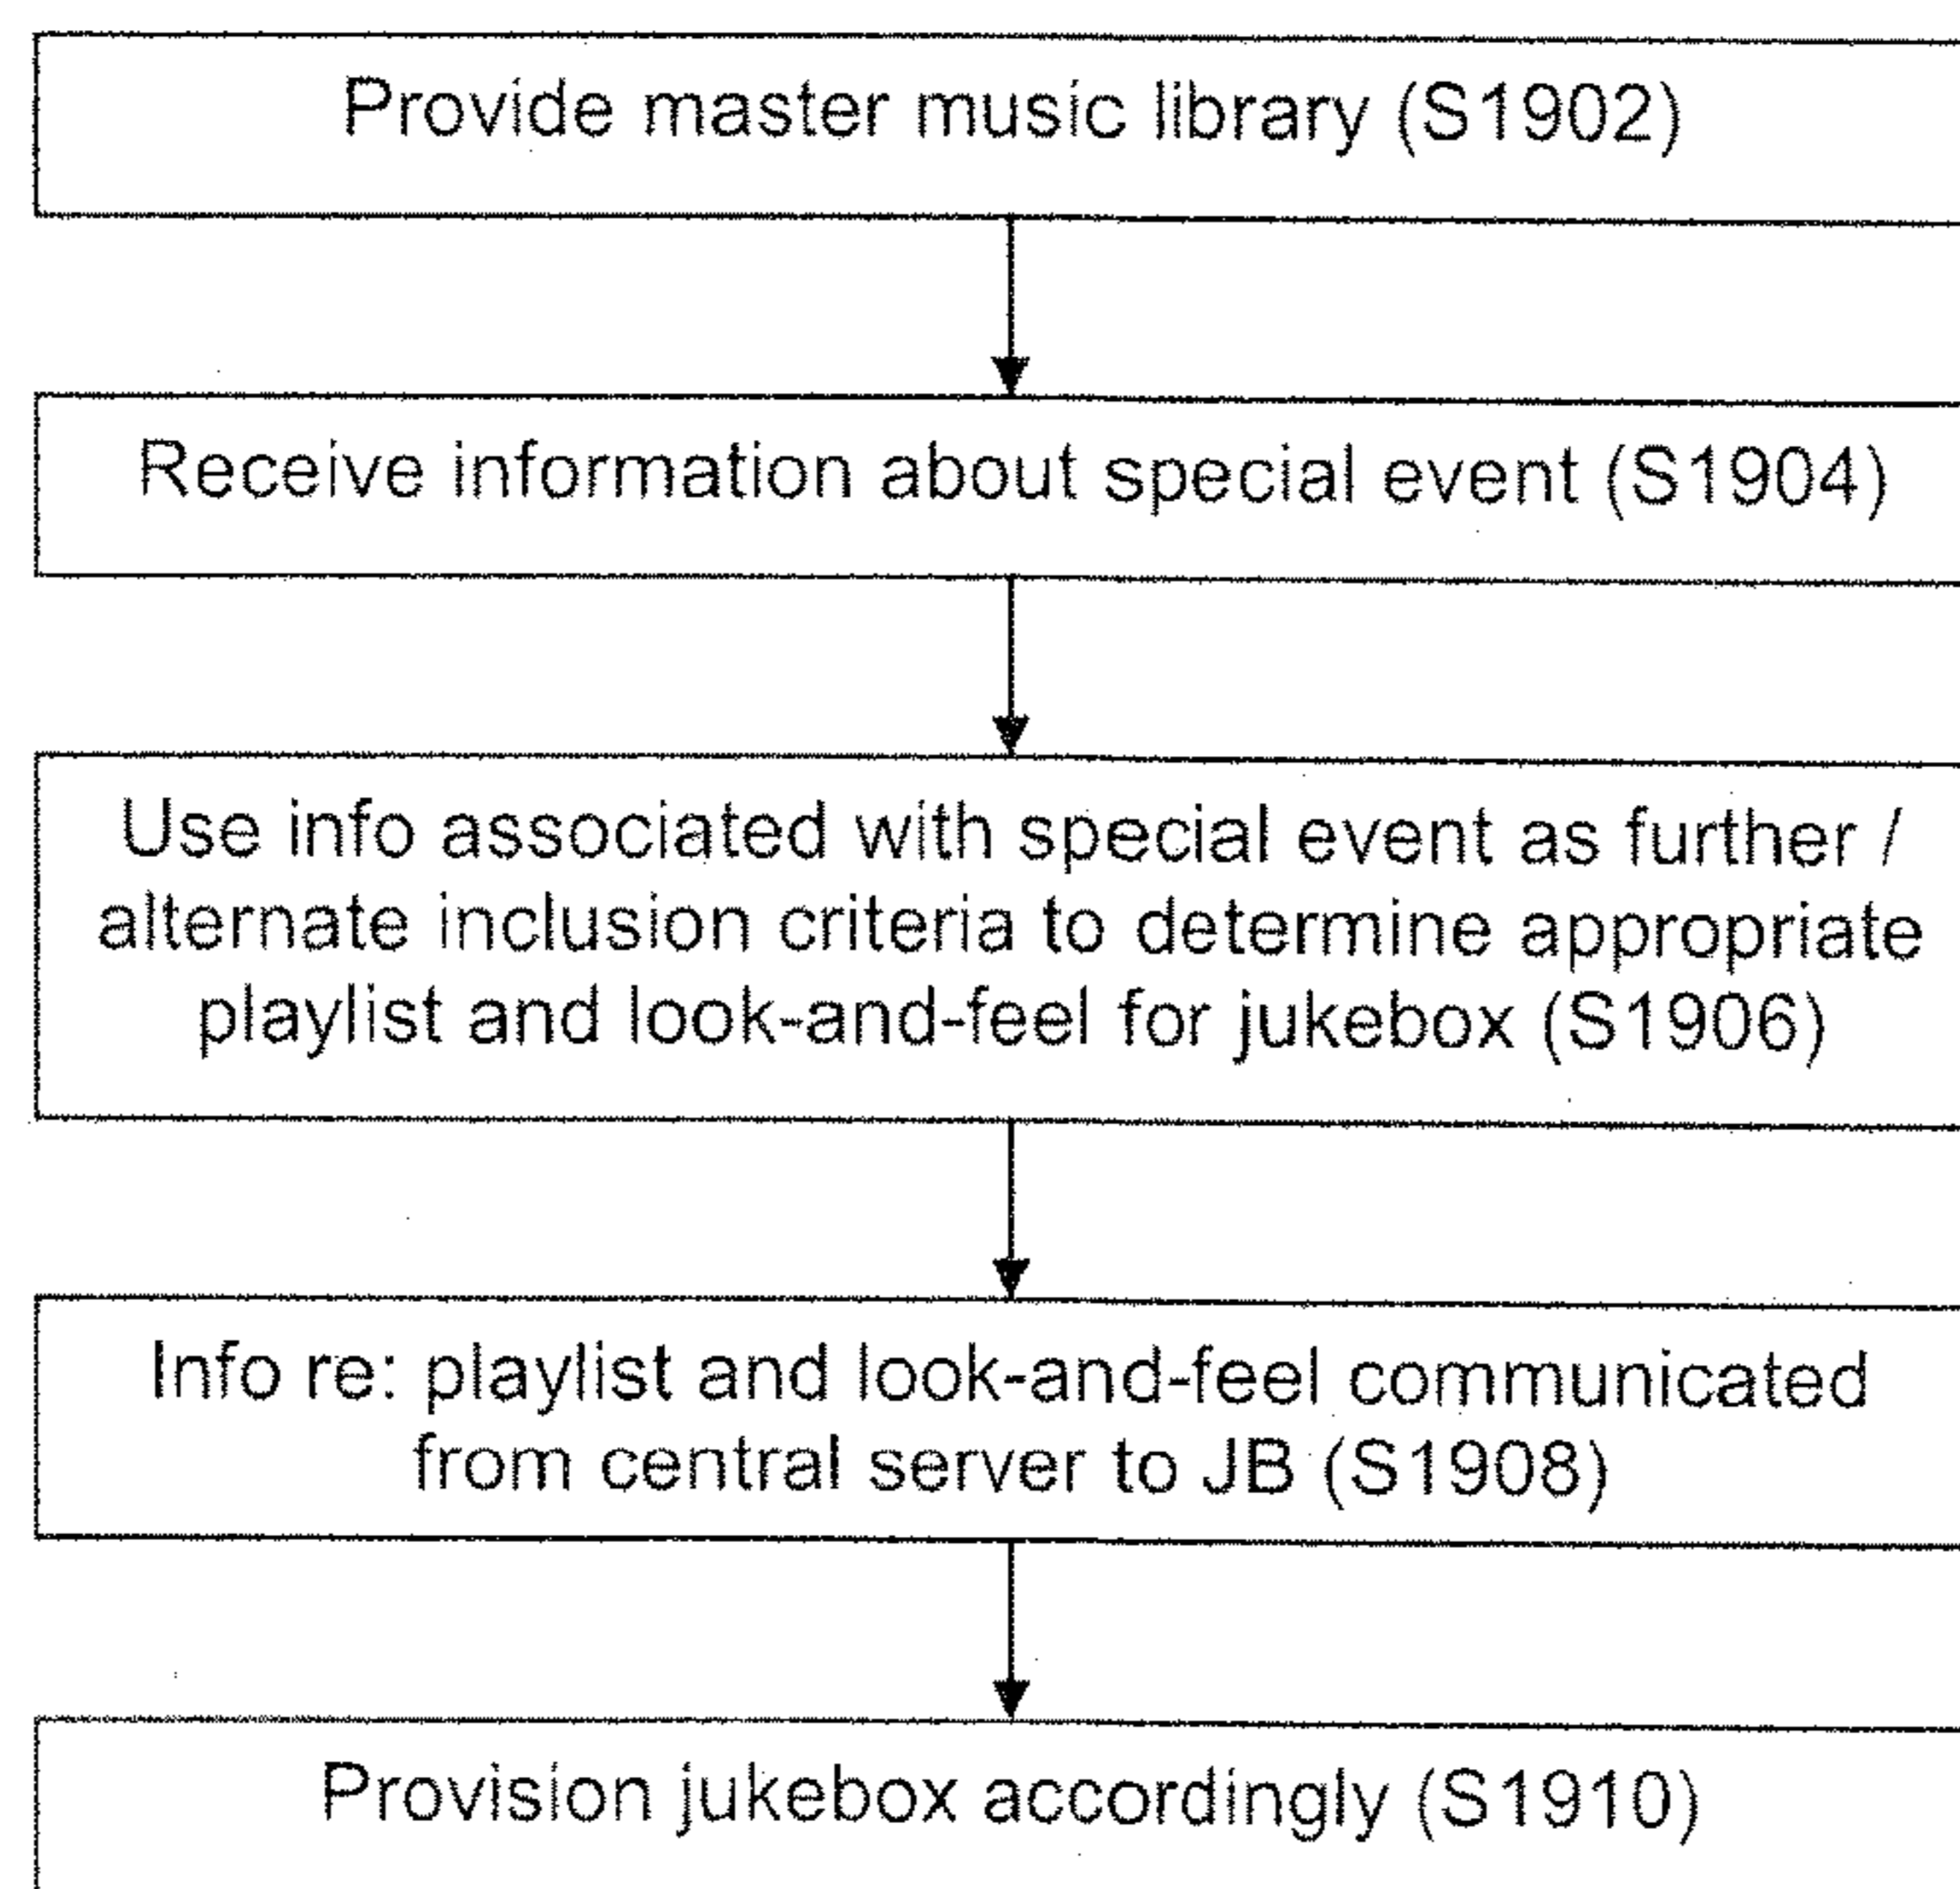 Provide master music library (S1902)
Receive information about special event (S1904)
Use info associated with special event as further /
alternate inclusion criteria to determine appropriate
playlist and look-and-feel for jukebox (S1906)
Info re: playlist and look-and-feel communicated
from central server to JB (S1908)
Provision jukebox accordingly (S1910)